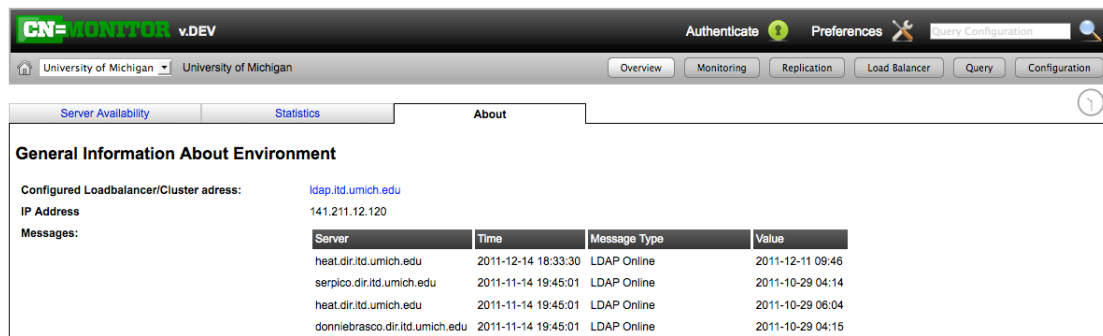 CN=MONITOR v.DEV Authenticate Preferences Query Configuration
University of Michigan University of Michigan Overview Monitoring Replication Load Balancer Query Configuration
Server Availability Statistics About
General Information About Environment
Configured Loadbalancer/Cluster adress: ldap.itd.umich.edu
IP Address 141.211.12.120
Messages:
Server Time Message Type Value
heat.dir.itd.umich.edu 2011-12-14 18:33:30 LDAP Online 2011-12-11 09:46
serpico.dir.itd.umich.edu 2011-11-14 19:45:01 LDAP Online 2011-10-29 04:14
heat.dir.itd.umich.edu 2011-11-14 19:45:01 LDAP Online 2011-10-29 06:04
donniebrasco.dir.itd.umich.edu 2011-11-14 19:45:01 LDAP Online 2011-10-29 04:15